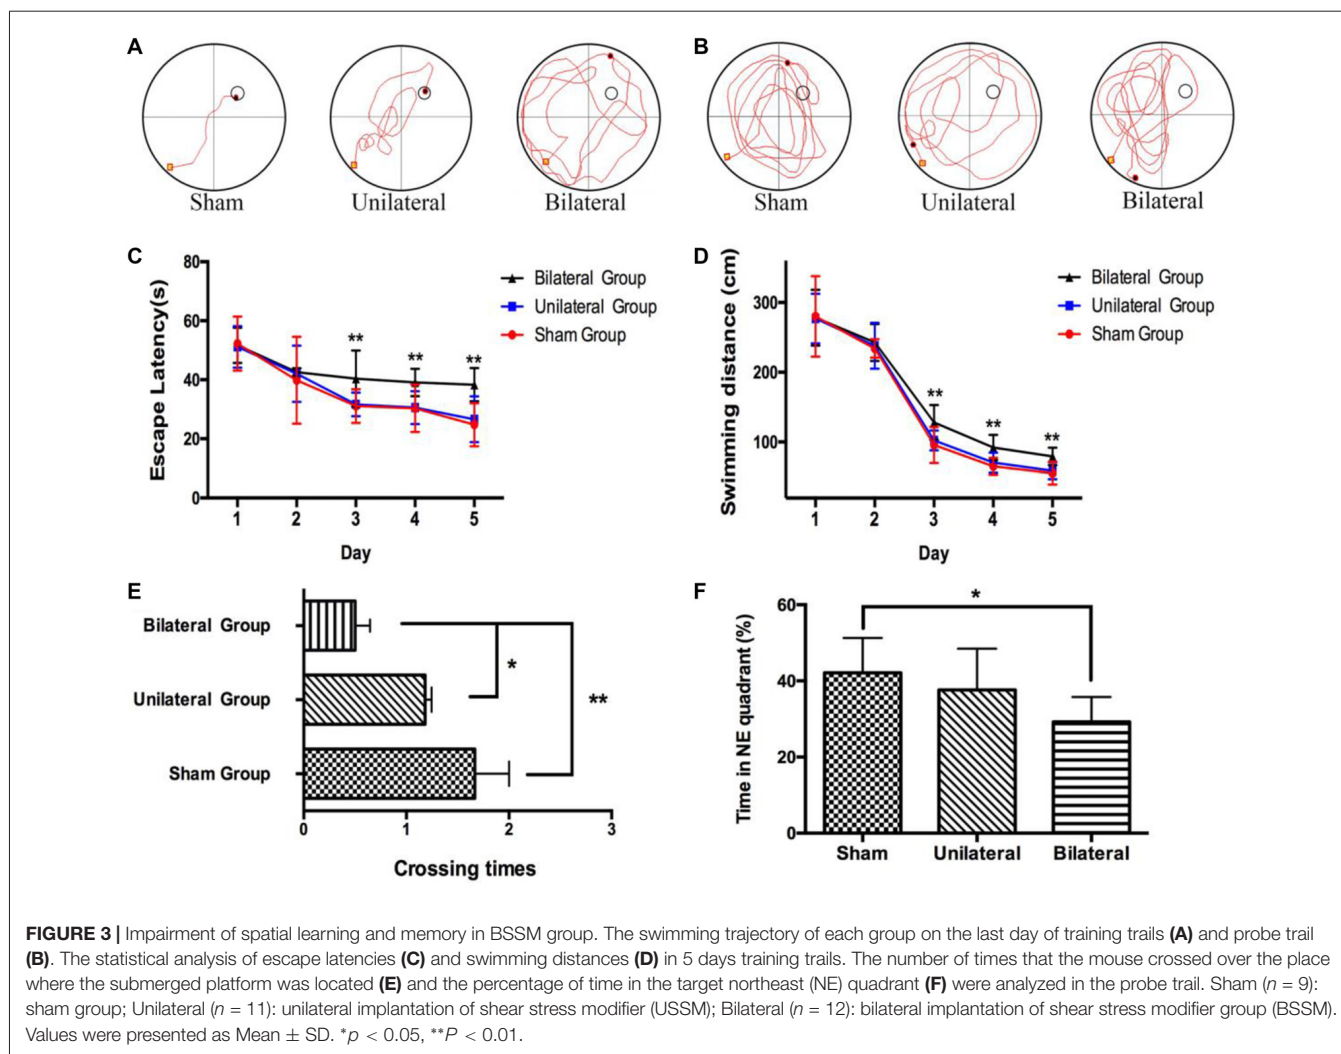 A
B
Sham
Unilateral
Bilateral
Sham
Unilateral
Bilateral
C
Escape Latency(s)
80
60
40
20
0
** ** **
1 2 3 4 5
Day
Bilateral Group
Unilateral Group
Sham Group
D
Swimming distance (cm)
300
200
100
** ** **
1 2 3 4 5
Day
Bilateral Group
Unilateral Group
Sham Group
E
Bilateral Group
Unilateral Group
Sham Group
*
**
0 1 2 3
Crossing times
F
Time in NE quadrant (%)
60
40
20
0
*
Sham Unilateral Bilateral
FIGURE 3 | Impairment of spatial learning and memory in BSSM group. The swimming trajectory of each group on the last day of training trails (A) and probe trail
(B). The statistical analysis of escape latencies (C) and swimming distances (D) in 5 days training trails. The number of times that the mouse crossed over the place
where the submerged platform was located (E) and the percentage of time in the target northeast (NE) quadrant (F) were analyzed in the probe trail. Sham (n = 9):
sham group; Unilateral (n = 11): unilateral implantation of shear stress modifier (USSM); Bilateral (n = 12): bilateral implantation of shear stress modifier group (BSSM).
Values were presented as Mean ± SD. *p < 0.05, **P < 0.01.